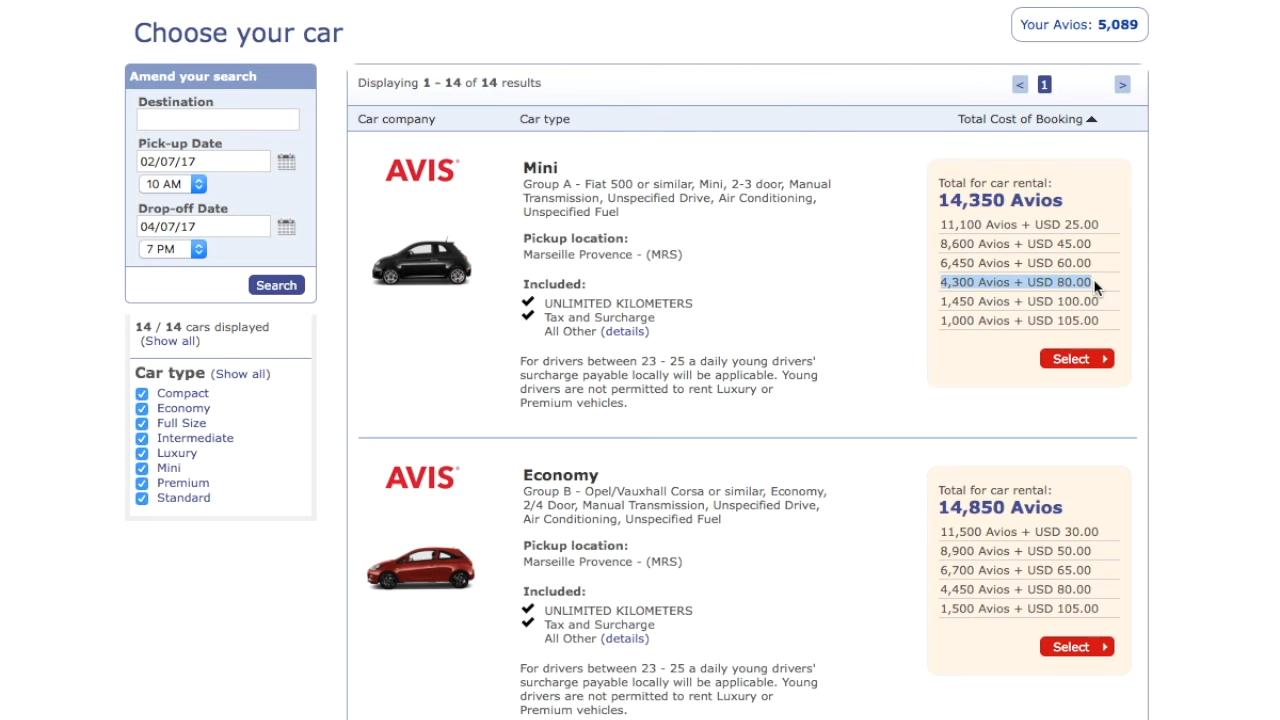 Choose your car
Your Avios: 5,089
Amend your search
Destination
Pick-up Date
02/07/17
10 AM
Drop-off Date
04/07/17
7 PM
Search
14 / 14 cars displayed
(Show all)
Car type (Show all)
Compact
Economy
Full Size
Intermediate
Luxury
Mini
Premium
Standard
Displaying 1 - 14 of 14 results
< 1 >
Car company Car type Total Cost of Booking
AVIS
Mini
Group A - Fiat 500 or similar, Mini, 2-3 door, Manual
Transmission, Unspecified Drive, Air Conditioning,
Unspecified Fuel
Pickup location:
Marseille Provence - (MRS)
Included:
UNLIMITED KILOMETERS
Tax and Surcharge
All Other (details)
For drivers between 23 - 25 a daily young drivers'
surcharge payable locally will be applicable. Young
drivers are not permitted to rent Luxury or
Premium vehicles.
Total for car rental:
14,350 Avios
11,100 Avios + USD 25.00
8,600 Avios + USD 45.00
6,450 Avios + USD 60.00
4,300 Avios + USD 80.00
1,450 Avios + USD 100.00
1,000 Avios + USD 105.00
Select
AVIS
Economy
Group B - Opel/Vauxhall Corsa or similar, Economy,
2/4 Door, Manual Transmission, Unspecified Drive,
Air Conditioning, Unspecified Fuel
Pickup location:
Marseille Provence - (MRS)
Included:
UNLIMITED KILOMETERS
Tax and Surcharge
All Other (details)
For drivers between 23 - 25 a daily young drivers'
surcharge payable locally will be applicable. Young
drivers are not permitted to rent Luxury or
Premium vehicles.
Total for car rental:
14,850 Avios
11,500 Avios + USD 30.00
8,900 Avios + USD 50.00
6,700 Avios + USD 65.00
4,450 Avios + USD 80.00
1,500 Avios + USD 105.00
Select